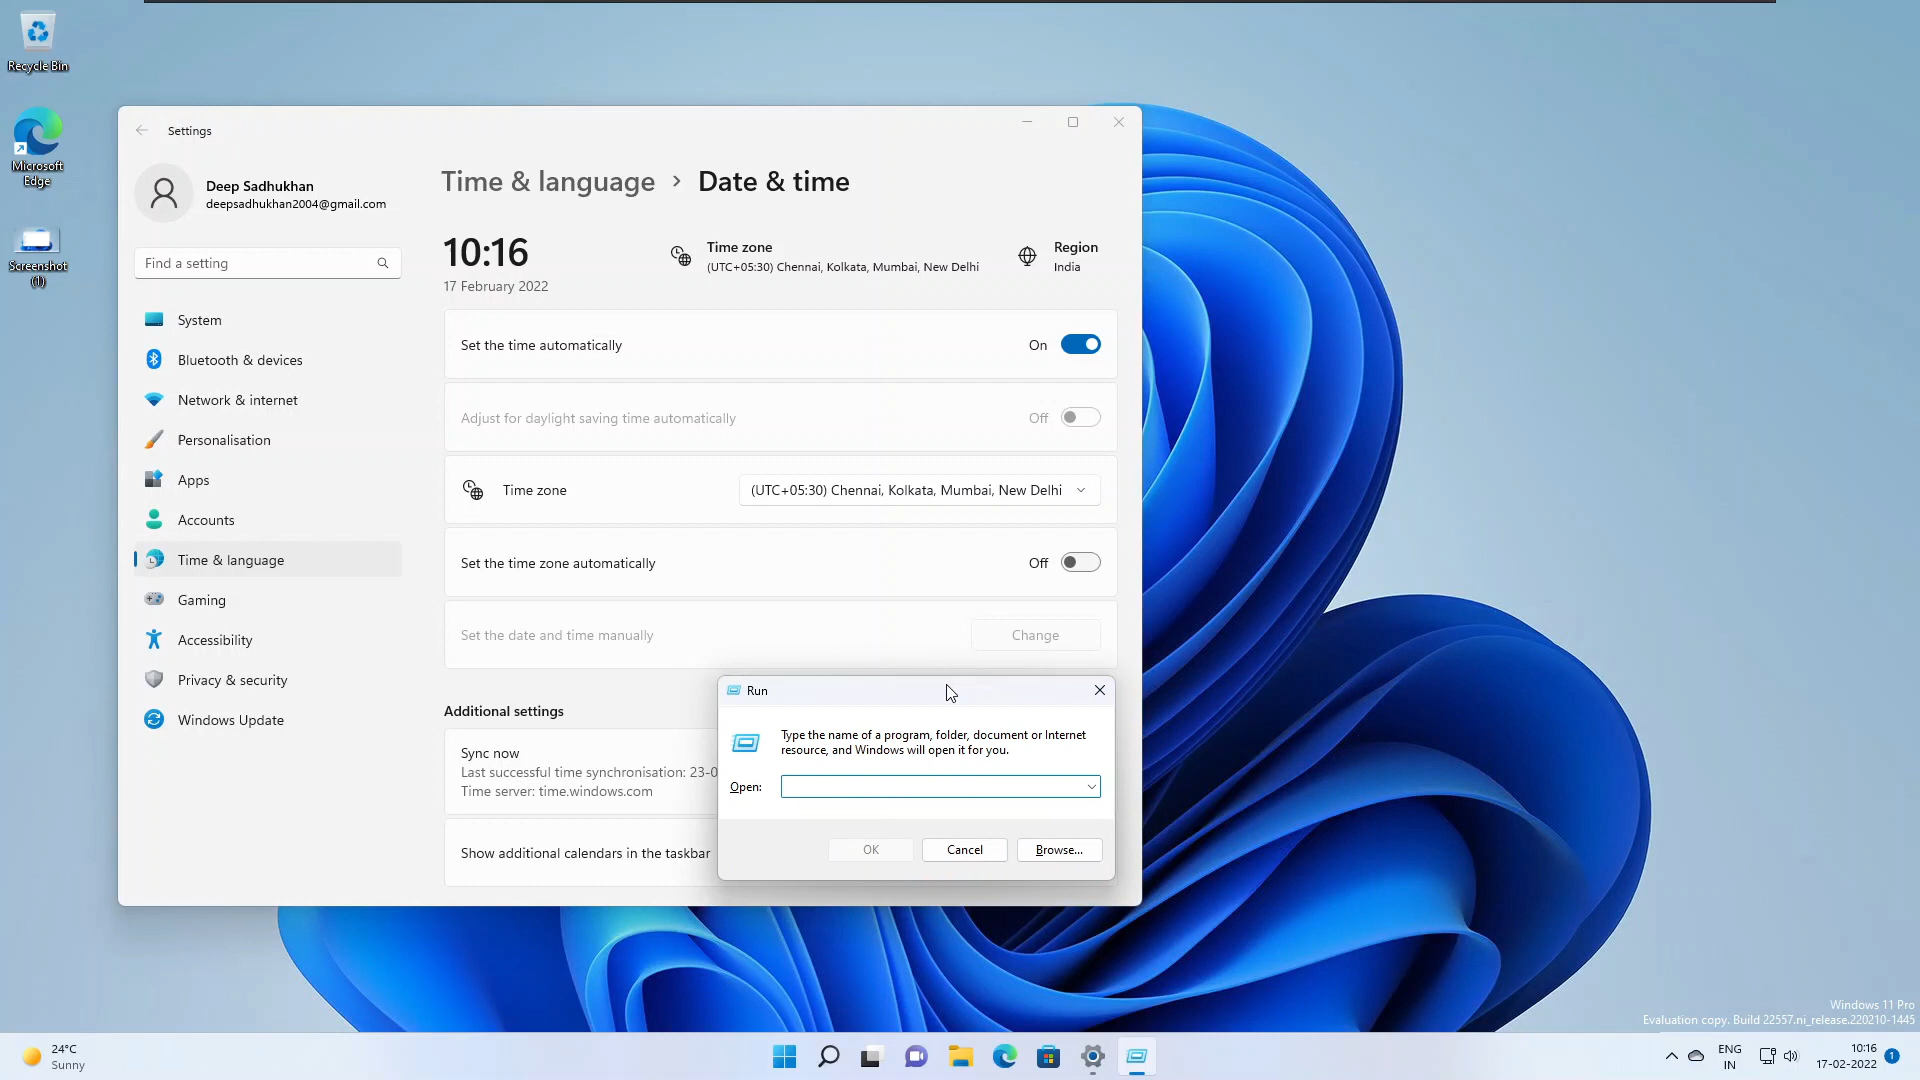 Recycle Bin
Microsoft
Edge
Screenshot
(1)
Settings
Deep Sadhukhan
deepsadhukhan2004@gmail.com
Find a setting
System
Bluetooth & devices
Network & internet
Personalisation
Apps
Accounts
Time & language
Gaming
Accessibility
Privacy & security
Windows Update
Time & language > Date & time
10:16
17 February 2022
Time zone
(UTC+05:30) Chennai, Kolkata, Mumbai, New Delhi
Region
India
Set the time automatically
On
Adjust for daylight saving time automatically
Off
Time zone
(UTC+05:30) Chennai, Kolkata, Mumbai, New Delhi
Set the time zone automatically
Off
Set the date and time manually
Change
Additional settings
Sync now
Last successful time synchronisation: 23-0
Time server: time.windows.com
Show additional calendars in the taskbar
Run
Type the name of a program, folder, document or Internet
resource, and Windows will open it for you.
Open:
OK
Cancel
Browse...
Windows 11 Pro
Evaluation copy. Build 22557.ni_release.220210-1445
24°C
Sunny
ENG
IN
10:16
17-02-2022
1